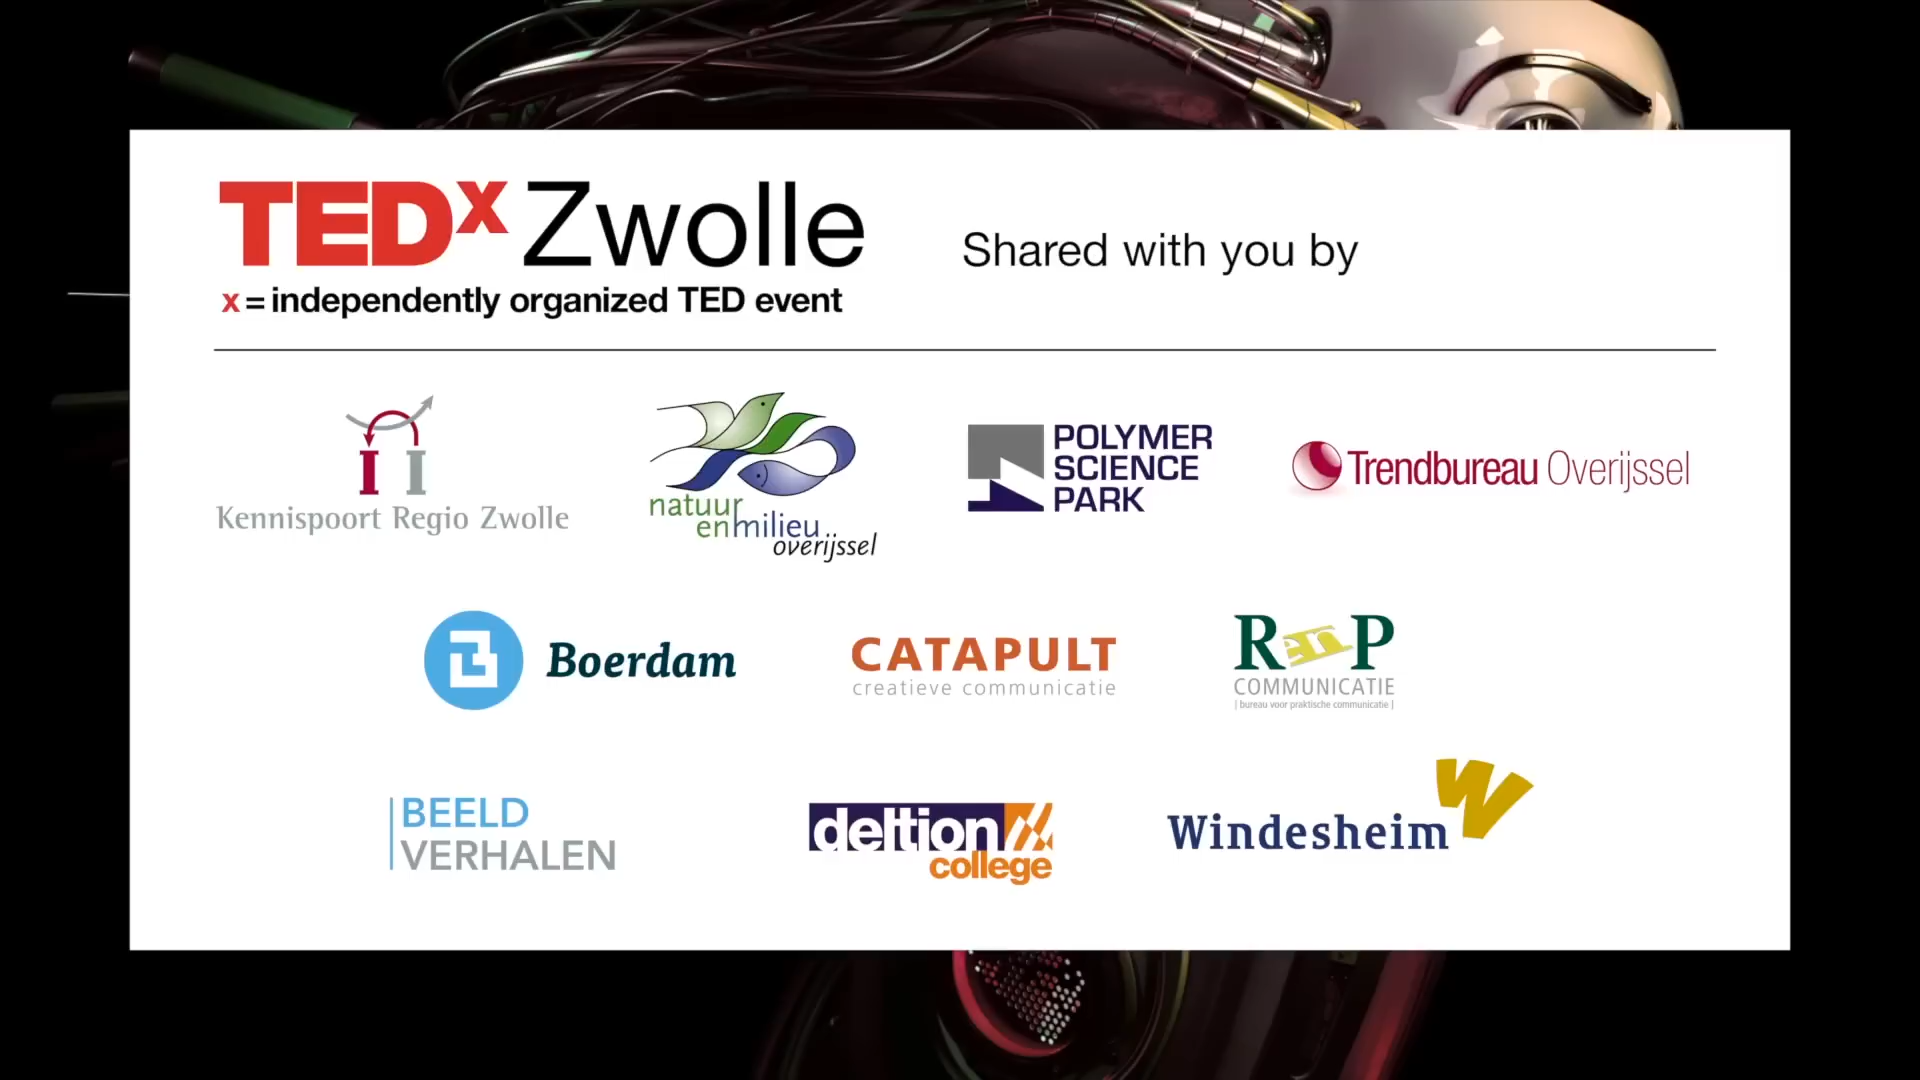 TEDx Zwolle
x = independently organized TED event
Shared with you by
Kennispoort Regio Zwolle
natuur
enmilieu
overijssel
POLYMER
SCIENCE
PARK
Trendbureau Overijssel
Boerdam
CATAPULT
creatieve communicatie
R en P
COMMUNICATIE
| bureau voor praktische communicatie |
BEELD
VERHALEN
deltion
college
Windesheim